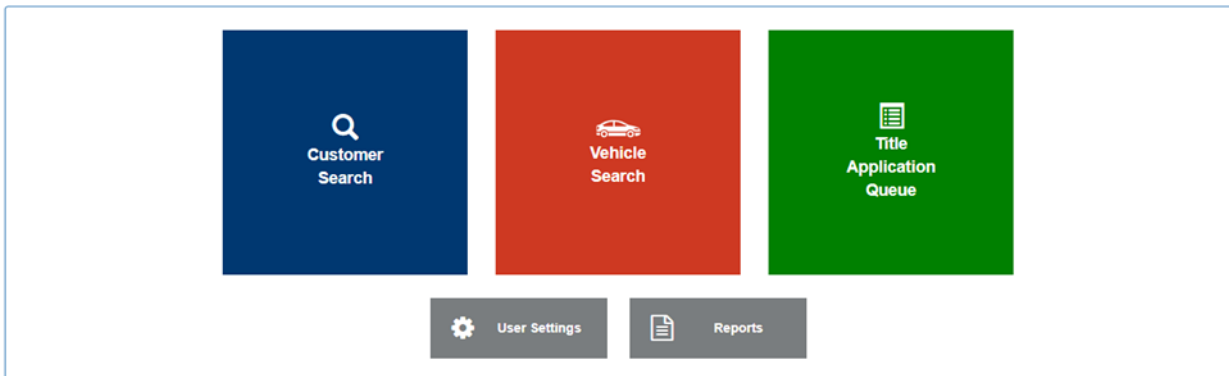 Customer
Search
Vehicle
Search
Title
Application
Queue
User Settings
Reports